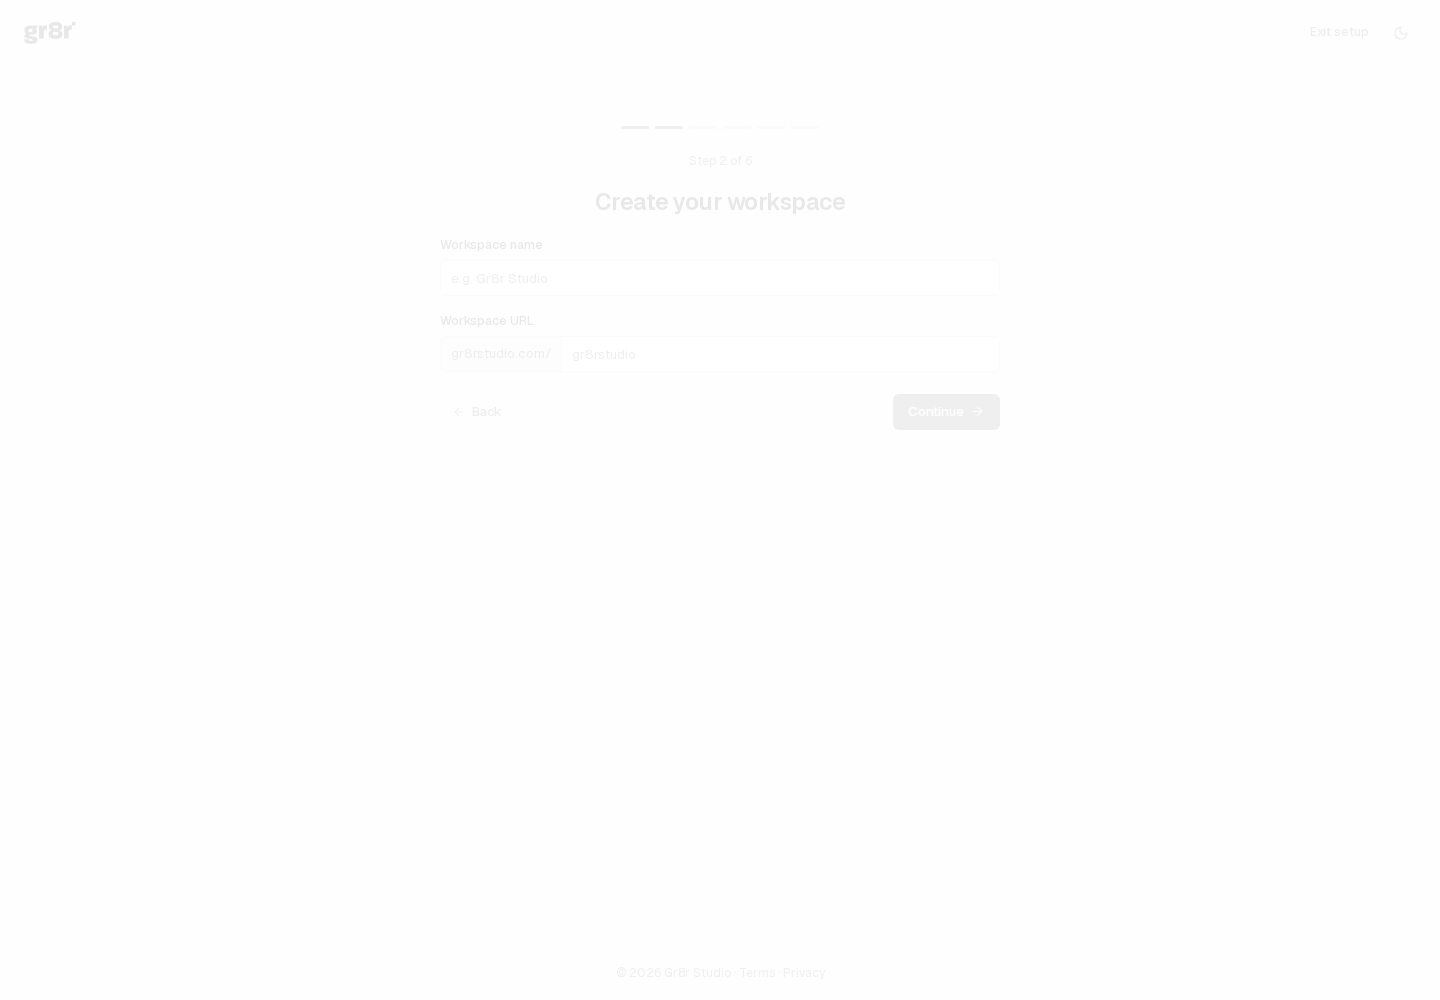 gr8r
Exit setup
Step 2 of 6
Create your workspace
Workspace name
e.g. Gr8r Studio
Workspace URL
gr8rstudio.com/ gr8rstudio
Back
Continue
© 2026 Gr8r Studio · Terms · Privacy